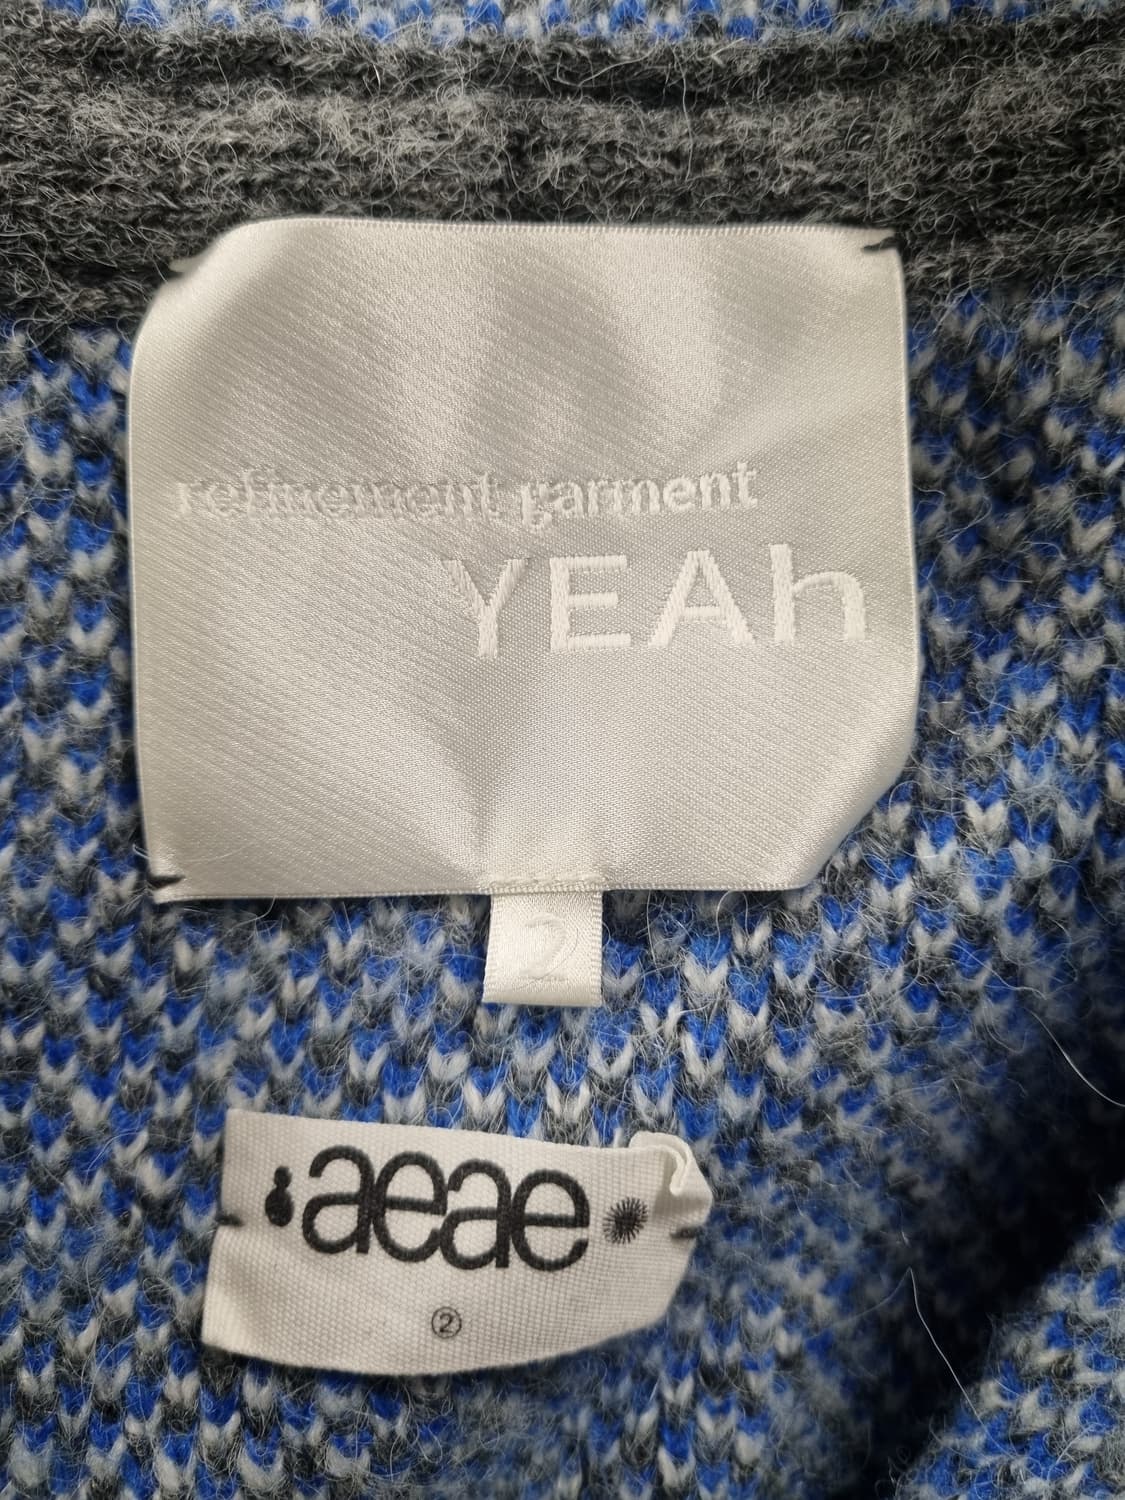 refinement garment
YEAh
2
aeae
②